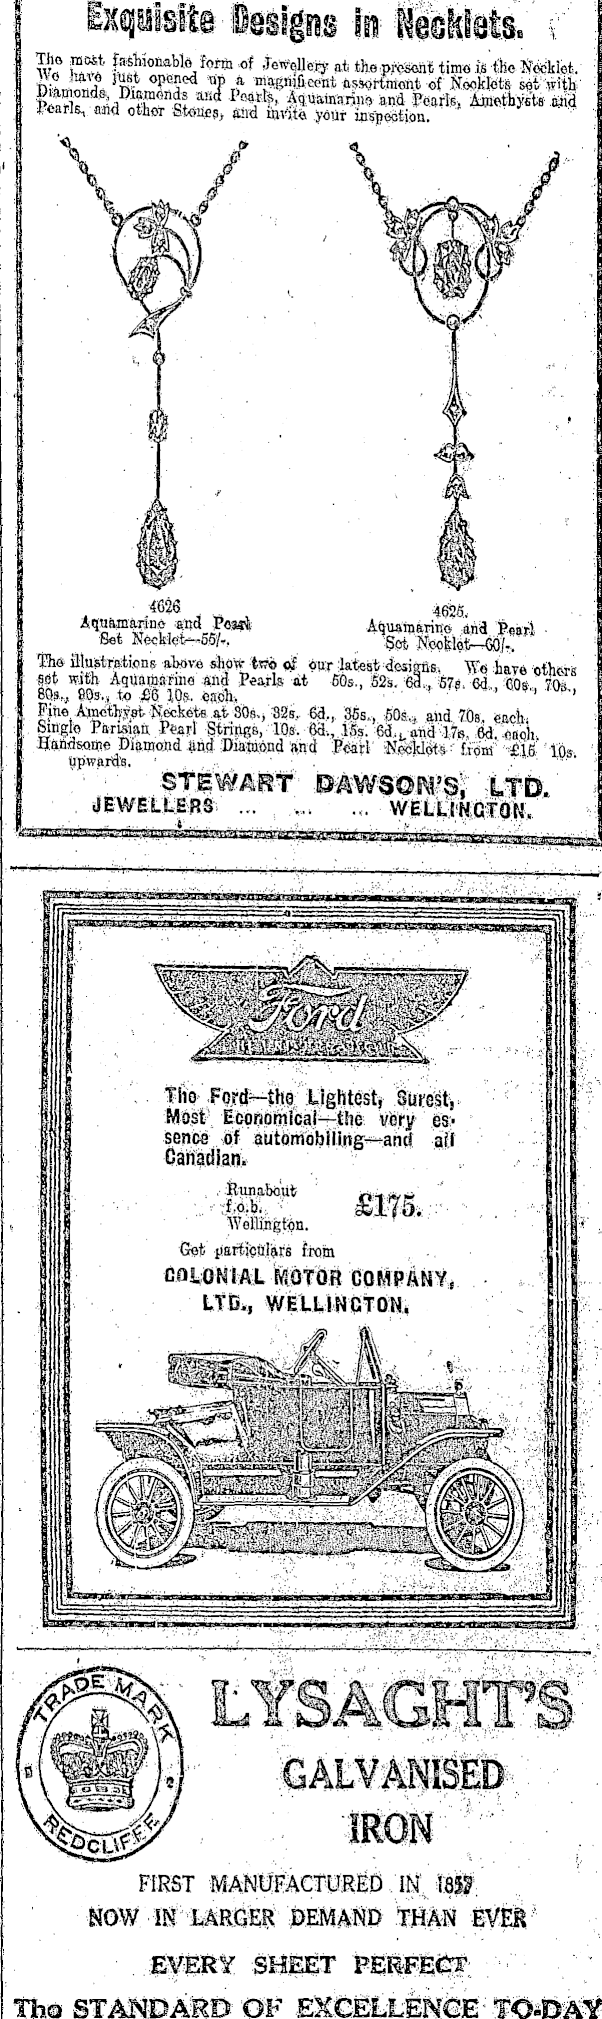 Exquisite Designs in Necklets.
The most fashionable form of Jewellery at the present time is the Necklet.
We have just opened up a magnificent assortment of Necklets set with
Diamonds, Diamonds and Pearls, Aquamarine and Pearls, Amethysts and
Pearls, and other Stones, and invite your inspection.
4626
Aquamarine and Pearl
Set Necklet—55/-.
4625.
Aquamarine and Pearl
Set Necklet—60/-.
The illustrations above show two of our latest designs. We have others
set with Aquamarine and Pearls at 50s., 52s. 6d., 57s. 6d., 60s., 70s.,
80s., 90s., to £6 10s. each.
Fine Amethyst Neckets at 30s., 32s. 6d., 35s., 50s., and 70s. each.
Single Parisian Pearl Strings, 10s. 6d., 15s. 6d., and 17s. 6d. each.
Handsome Diamond and Diamond and Pearl Necklets from £15 10s.
upwards.
STEWART DAWSON'S, LTD.
JEWELLERS ... ... ... WELLINGTON.
Ford
The Ford—the Lightest, Surest,
Most Economical—the very es-
sence of automobiling—and all
Canadian.
Runabout
f.o.b.
Wellington.
£175.
Get particulars from
COLONIAL MOTOR COMPANY,
LTD., WELLINGTON.
TRADE MARK
REDCLIFFE
LYSAGHT'S
GALVANISED
IRON
FIRST MANUFACTURED IN 1857
NOW IN LARGER DEMAND THAN EVER
EVERY SHEET PERFECT
The STANDARD OF EXCELLENCE TO-DAY